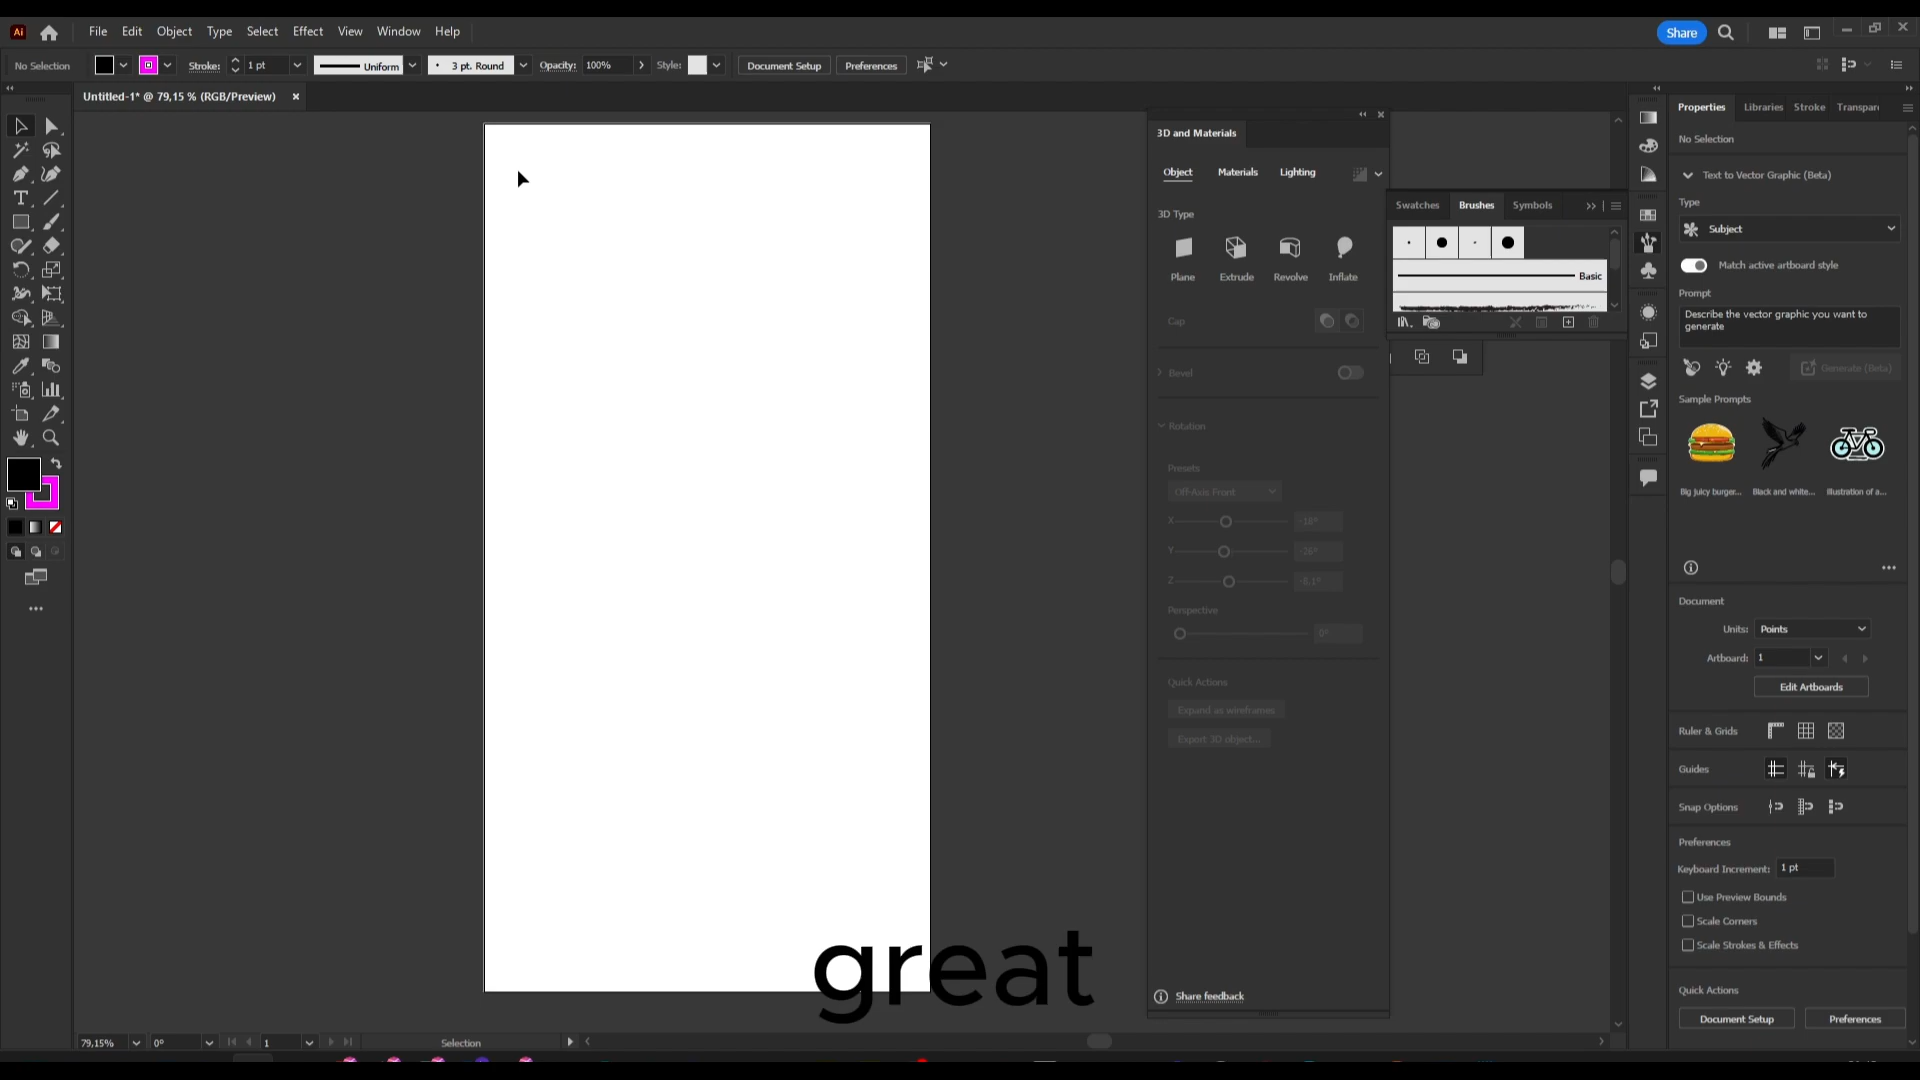 Ai File Edit Object Type Select Effect View Window Help Share
No Selection Stroke: 1 pt Uniform 3 pt. Round Opacity: 100% Style: Document Setup Preferences
Untitled-1* @ 79,15 % (RGB/Preview)
3D and Materials
Object Materials Lighting
3D Type
Plane Extrude Revolve Inflate
Cap
Bevel
Rotation
Presets
Off-Axis Front
X -18°
Y -26°
Z -8.1°
Perspective
0°
Quick Actions
Expand as wireframes
Export 3D object...
Share feedback
Swatches Brushes Symbols
Basic
Properties Libraries Stroke Transpar
No Selection
Text to Vector Graphic (Beta)
Type
Subject
Match active artboard style
Prompt
Describe the vector graphic you want to
generate
Generate (Beta)
Sample Prompts
Big juicy burger... Black and white... Illustration of a...
Document
Units: Points
Artboard: 1
Edit Artboards
Ruler & Grids
Guides
Snap Options
Preferences
Keyboard Increment: 1 pt
Use Preview Bounds
Scale Corners
Scale Strokes & Effects
Quick Actions
Document Setup Preferences
great
79,15% 0° 1 Selection